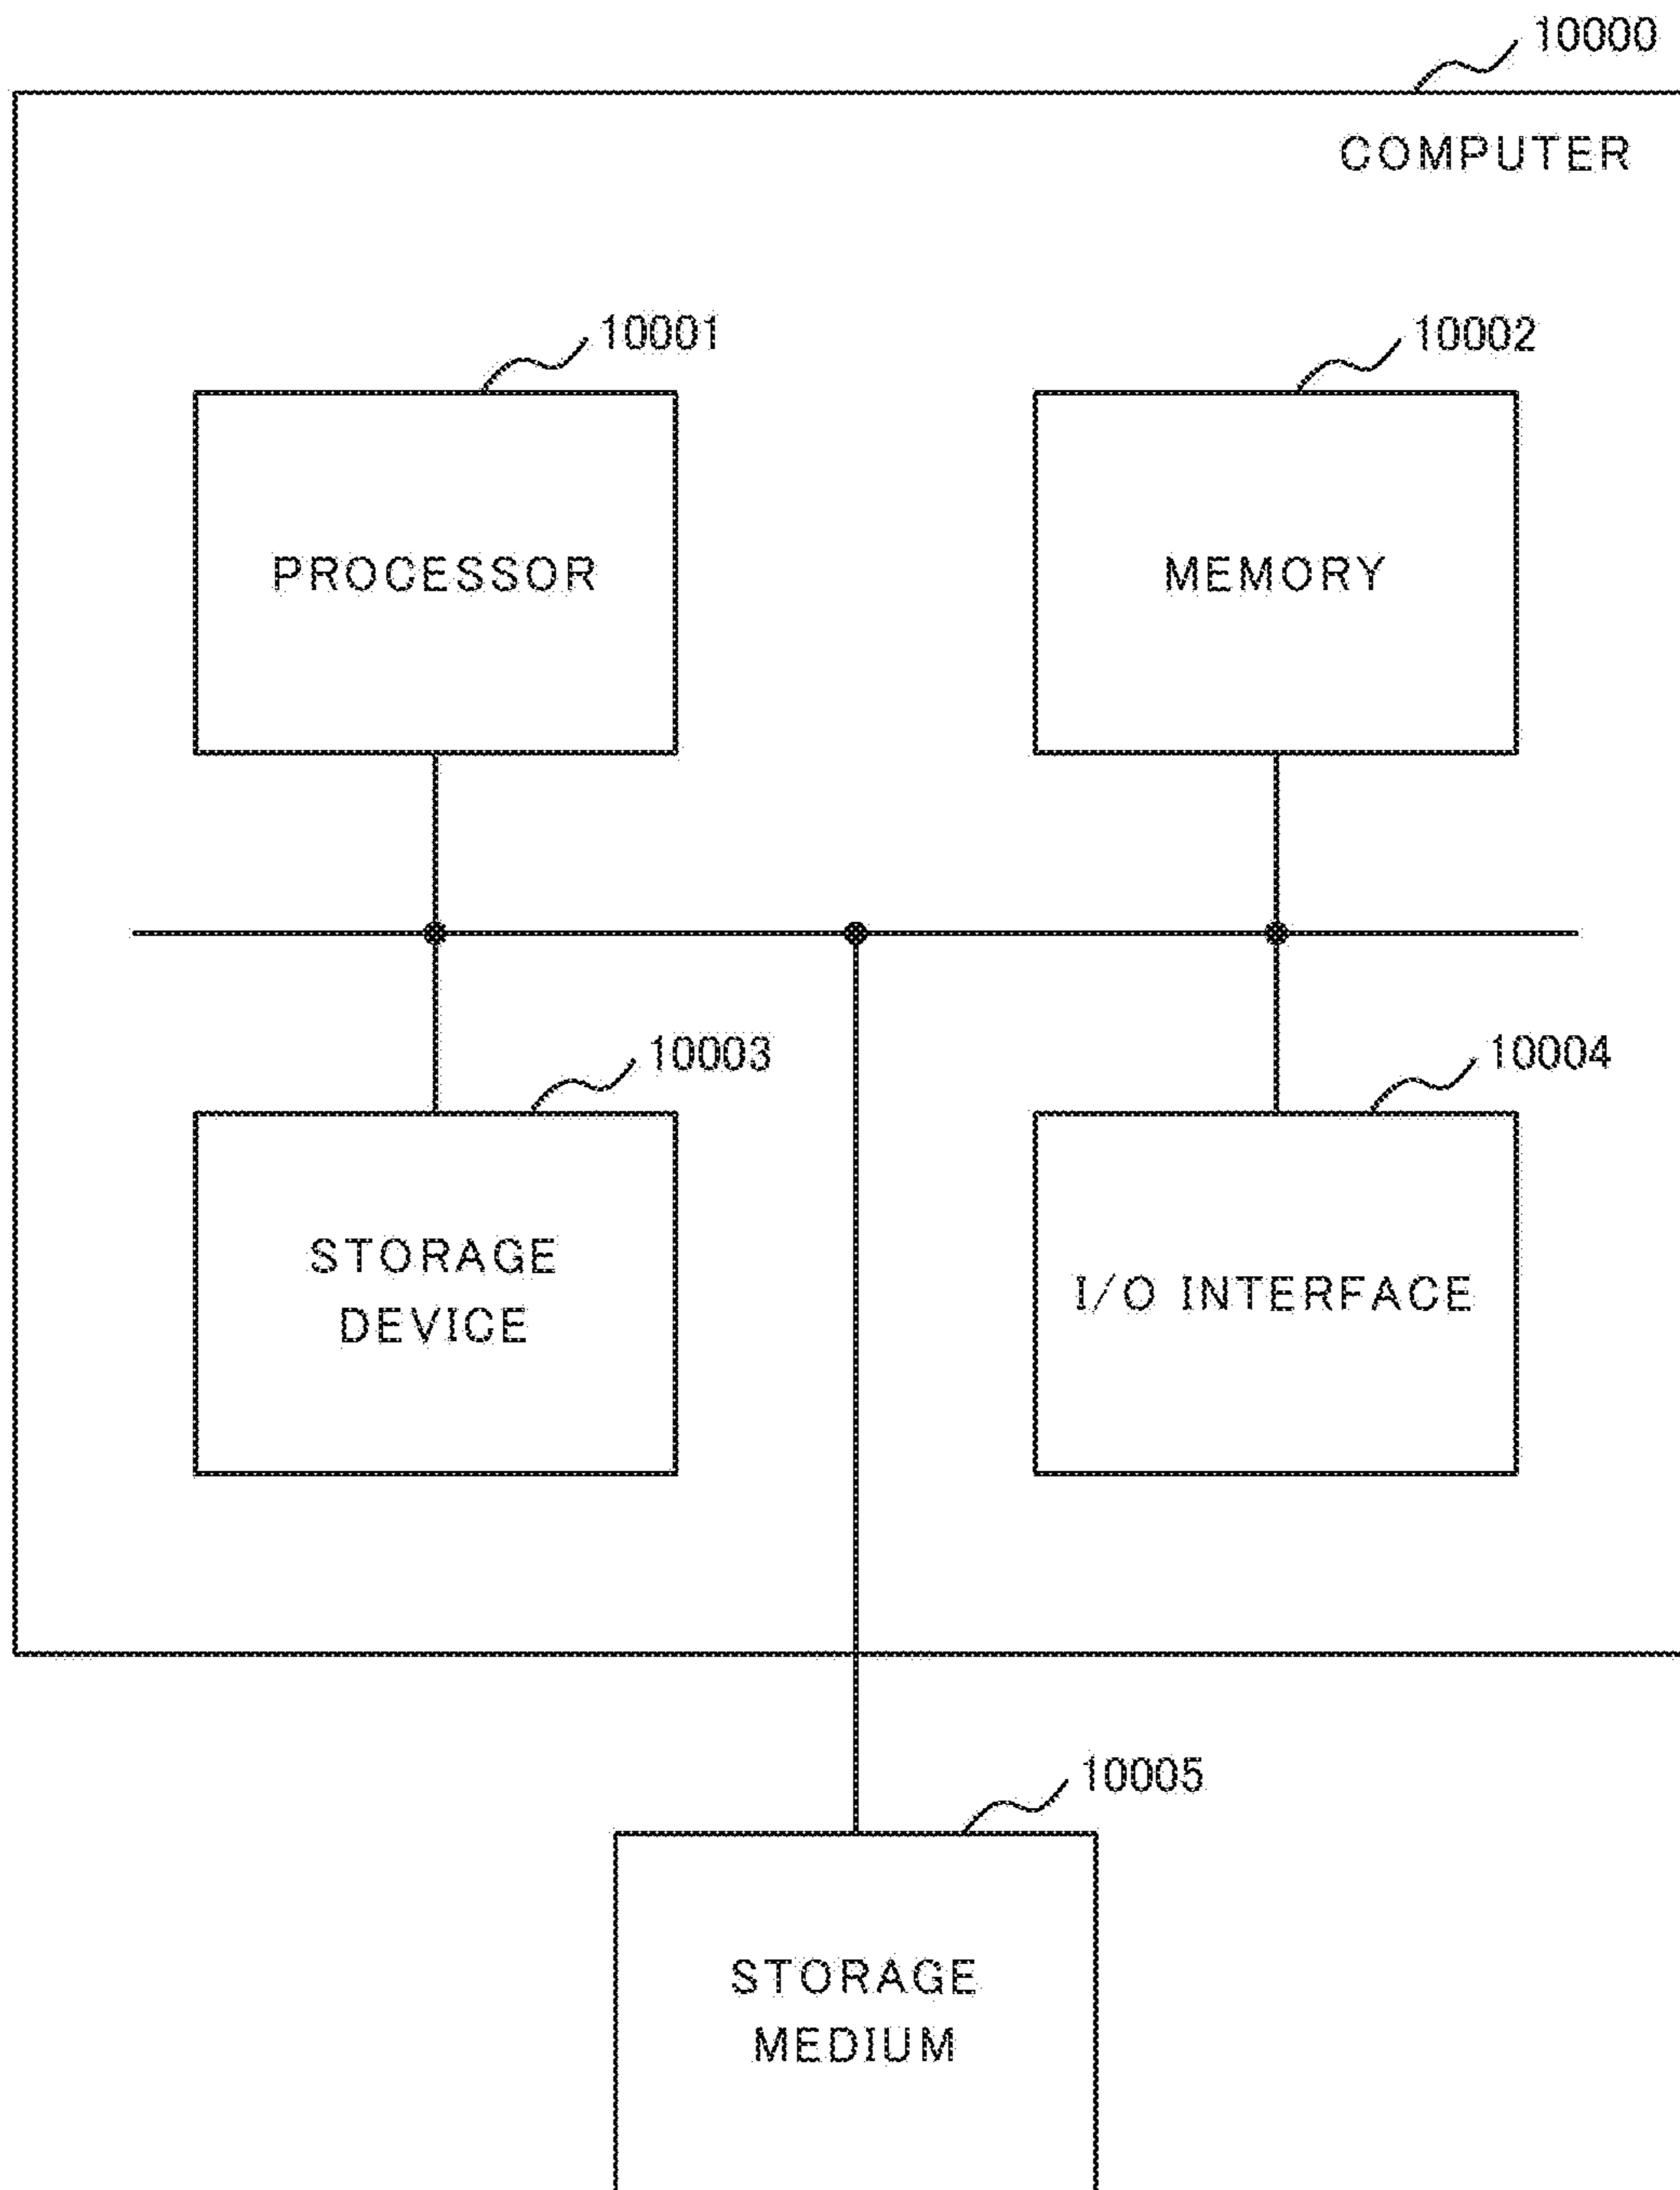 10000
COMPUTER
10001
10002
PROCESSOR
MEMORY
10003
10004
STORAGE
DEVICE
I/O INTERFACE
10005
STORAGE
MEDIUM